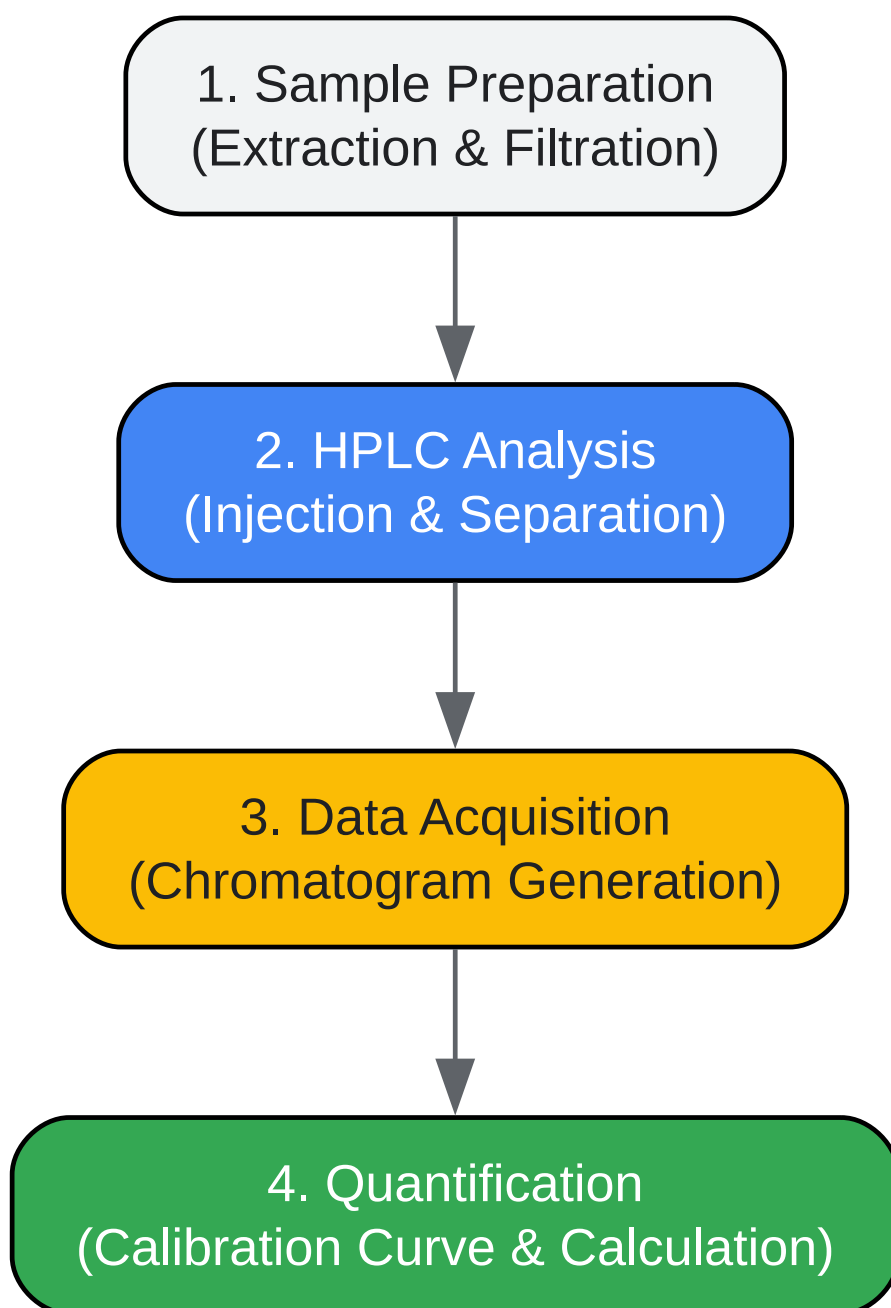 1. Sample Preparation
(Extraction & Filtration)
2. HPLC Analysis
(Injection & Separation)
3. Data Acquisition
(Chromatogram Generation)
4. Quantification
(Calibration Curve & Calculation)